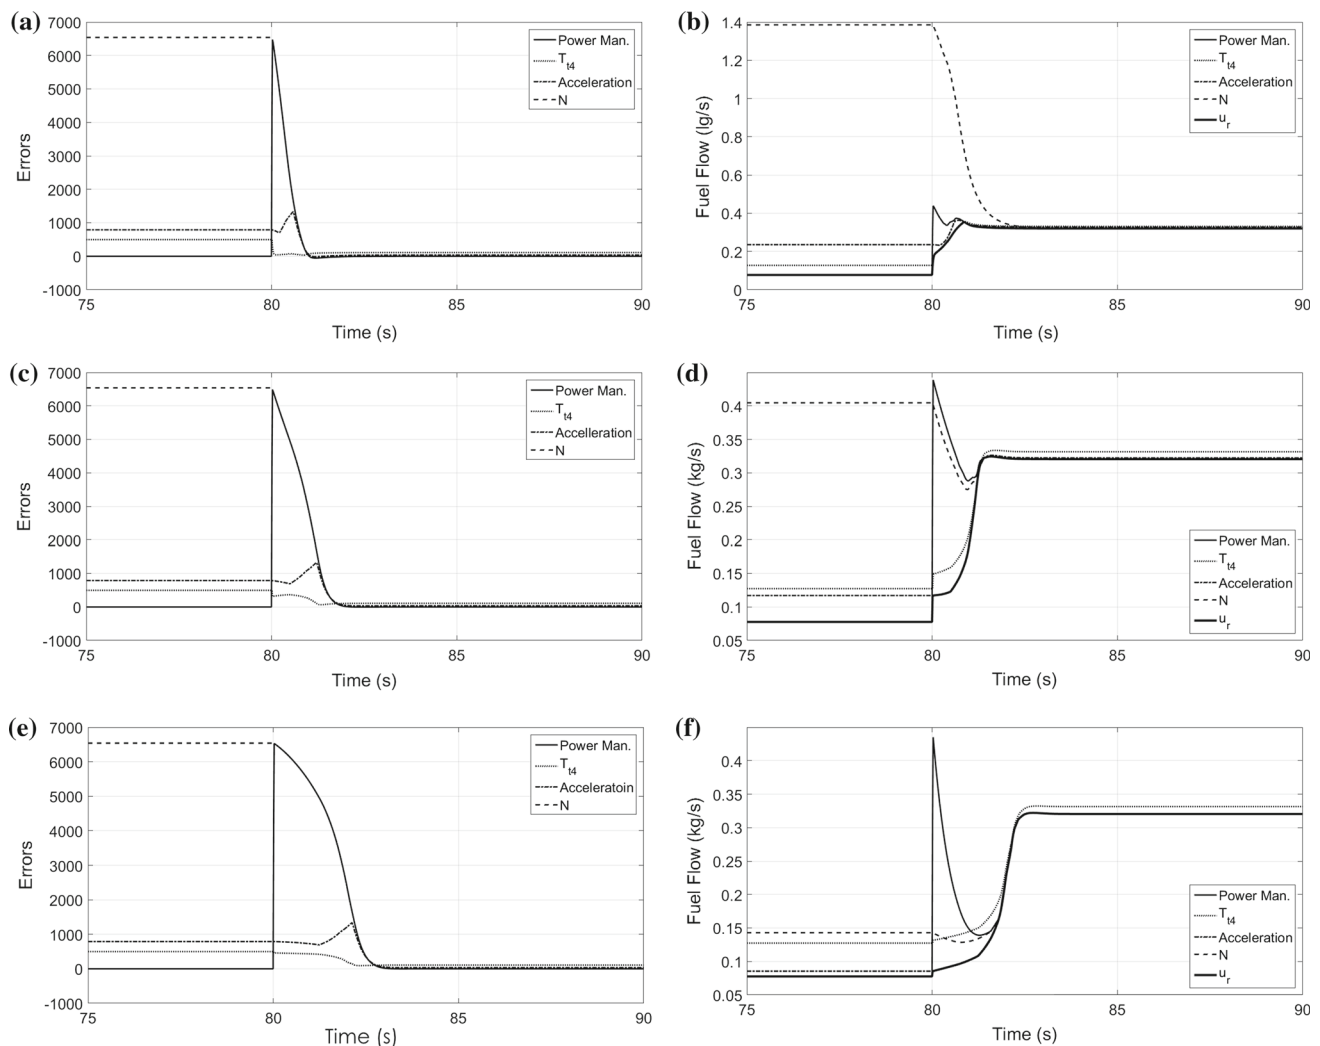 (a)
7000
6000
5000
4000
3000
2000
1000
0
-1000
75
80
85
90
Errors
Time (s)
Power Man.
Tt4
Acceleration
N
(b)
1.4
1.2
1
0.8
0.6
0.4
0.2
0
75
80
85
90
Fuel Flow (lg/s)
Time (s)
Power Man.
Tt4
Acceleration
N
ur
(c)
7000
6000
5000
4000
3000
2000
1000
0
-1000
75
80
85
90
Errors
Time (s)
Power Man.
Tt4
Accelleration
N
(d)
0.4
0.35
0.3
0.25
0.2
0.15
0.1
0.05
75
80
85
90
Fuel Flow (kg/s)
Time (s)
Power Man.
Tt4
Acceleration
N
ur
(e)
7000
6000
5000
4000
3000
2000
1000
0
-1000
75
80
85
90
Errors
Time (s)
Power Man.
Tt4
Acceleratoin
N
(f)
0.4
0.35
0.3
0.25
0.2
0.15
0.1
0.05
75
80
85
90
Fuel Flow (kg/s)
Time (s)
Power Man.
Tt4
Acceleration
N
ur